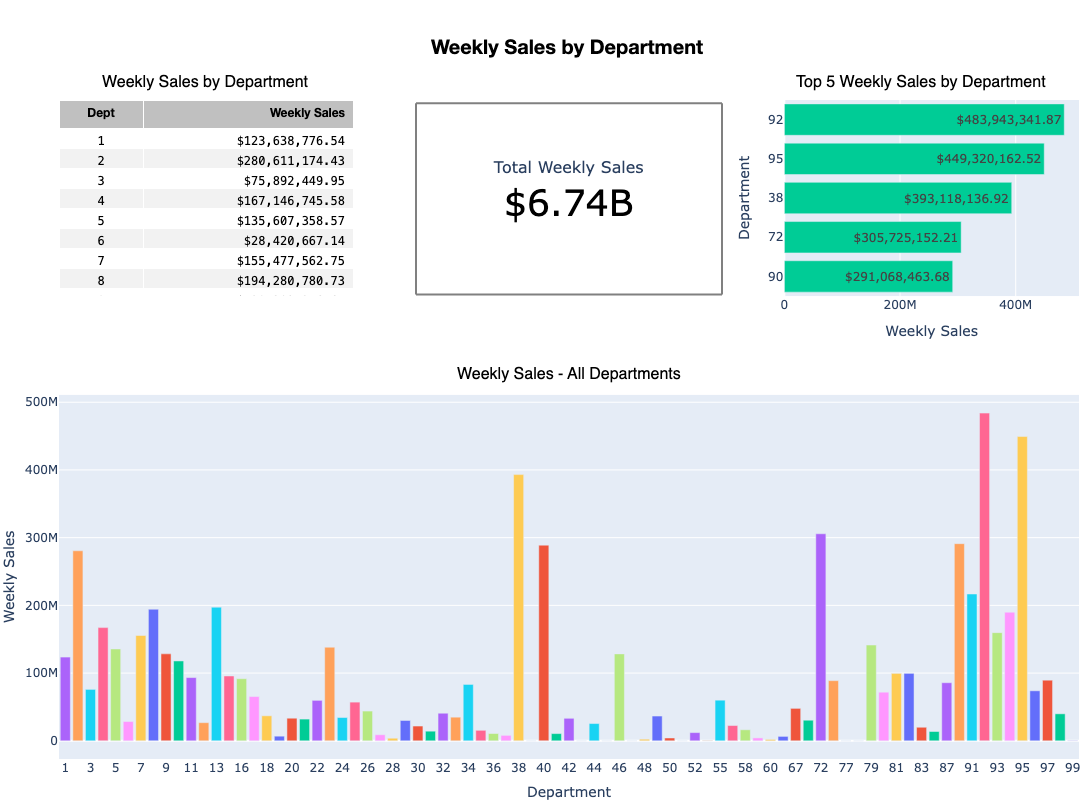 Weekly Sales by Department
Weekly Sales by Department
Dept Weekly Sales
1 $123,638,776.54
2 $280,611,174.43
3 $75,892,449.95
4 $167,146,745.58
5 $135,607,358.57
6 $28,420,667.14
7 $155,477,562.75
8 $194,280,780.73
Total Weekly Sales
$6.74B
Top 5 Weekly Sales by Department
Department
92 $483,943,341.87
95 $449,320,162.52
38 $393,118,136.92
72 $305,725,152.21
90 $291,068,463.68
0 200M 400M
Weekly Sales
Weekly Sales - All Departments
Weekly Sales
500M
400M
300M
200M
100M
0
1 3 5 7 9 11 13 16 18 20 22 24 26 28 30 32 34 36 38 40 42 44 46 48 50 52 55 58 60 67 72 77 79 81 83 87 91 93 95 97 99
Department